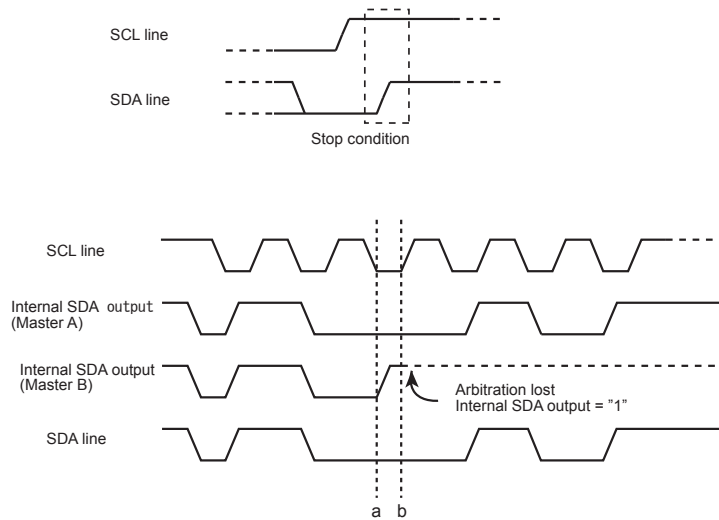 SCL line
SDA line
Stop condition
SCL line
Internal SDA output
(Master A)
Internal SDA output
(Master B)
Arbitration lost
Internal SDA output = ”1”
SDA line
a b